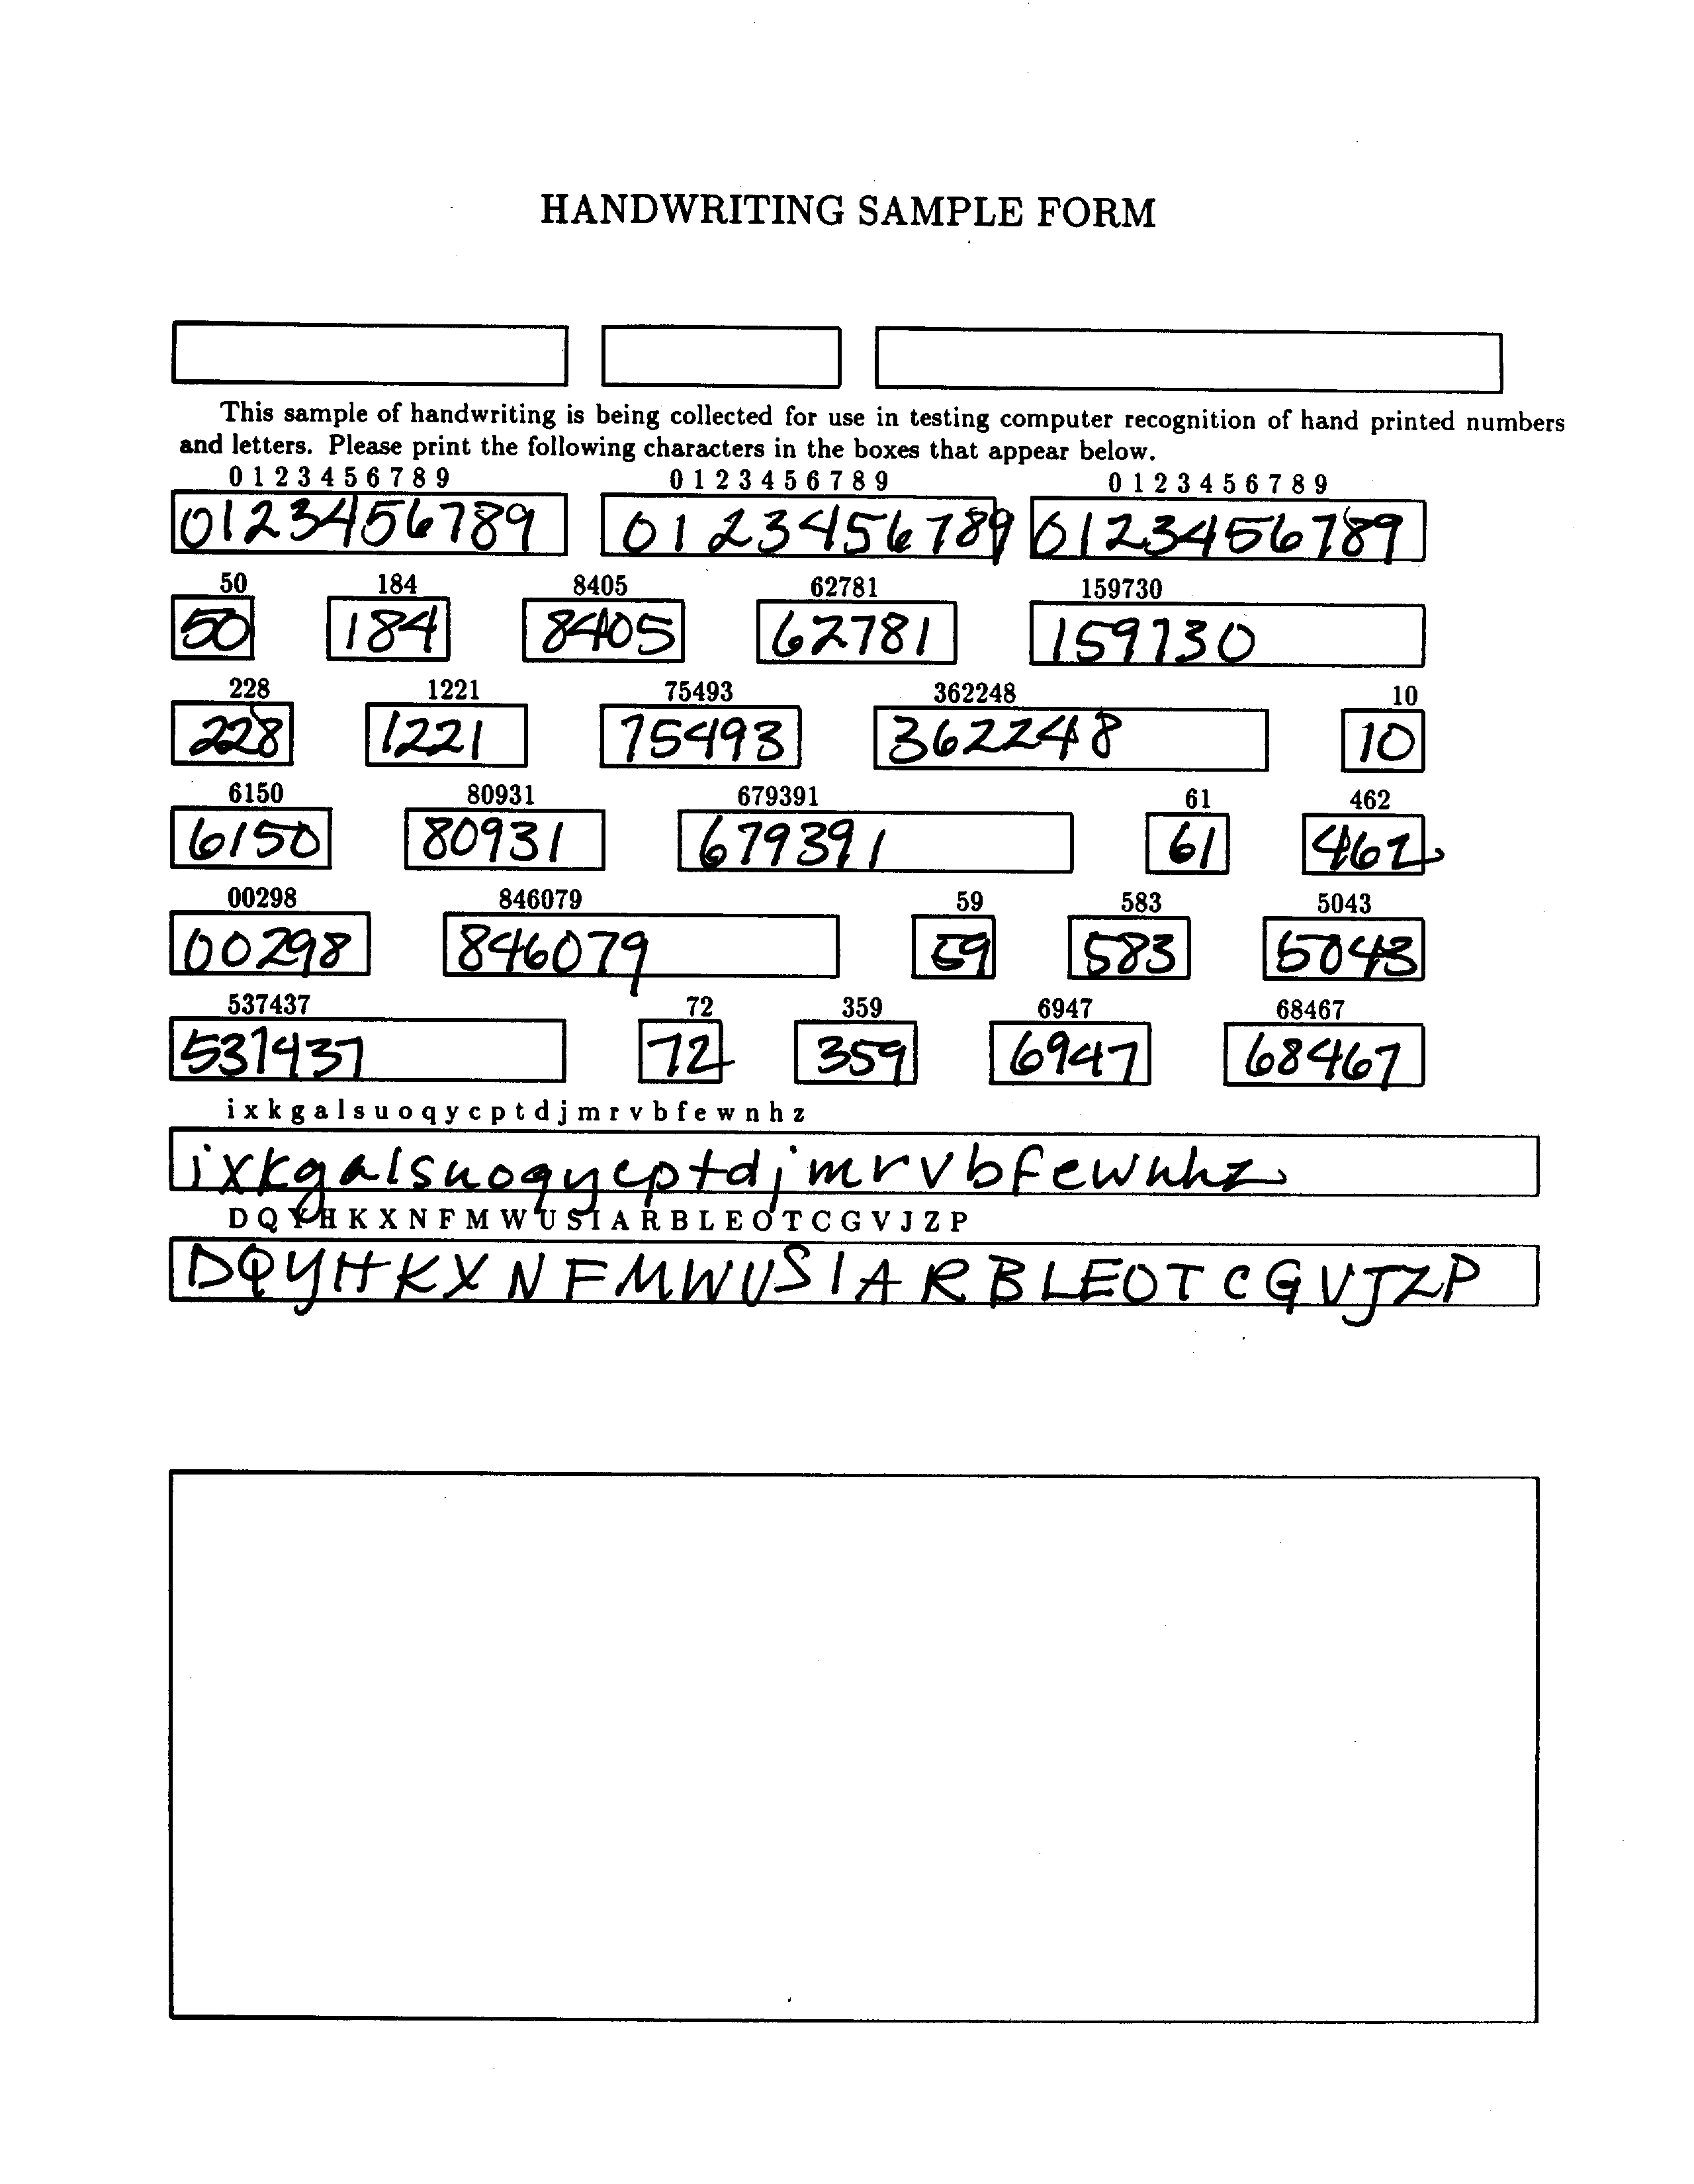 HANDWRITING SAMPLE FORM
This sample of handwriting is being collected for use in testing computer recognition of hand printed numbers
and letters. Please print the following characters in the boxes that appear below.
0 1 2 3 4 5 6 7 8 9 0 1 2 3 4 5 6 7 8 9 0 1 2 3 4 5 6 7 8 9
0123456789 0123456789 0123456789
50 184 8405 62781 159730
50 184 8405 62781 159730
228 1221 75493 362248 10
228 1221 75493 362248 10
6150 80931 679391 61 462
6150 80931 679391 61 462
00298 846079 59 583 5043
00298 846079 59 583 5043
537437 72 359 6947 68467
537437 72 359 6947 68467
i x k g a l s u o q y c p t d j m r v b f e w n h z
ixkgalsuoqycptdjmrvbfewnhz
D Q Y H K X N F M W U S I A R B L E O T C G V J Z P
DQYHKXNFMWUSIARBLEOTCGVJZP